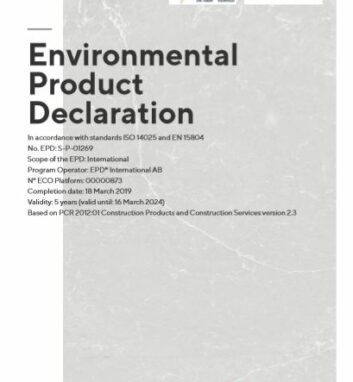 Environmental
Product
Declaration
In accordance with standards ISO 14025 and EN 15804
No. EPD: S-P-01269
Scope of the EPD: International
Program Operator: EPD® International AB
Nº ECO Platform: 00000873
Completion date: 18 March 2019
Validity: 5 years (valid until: 16 March 2024)
Based on PCR 2012:01 Construction Products and Construction Services version 2.3